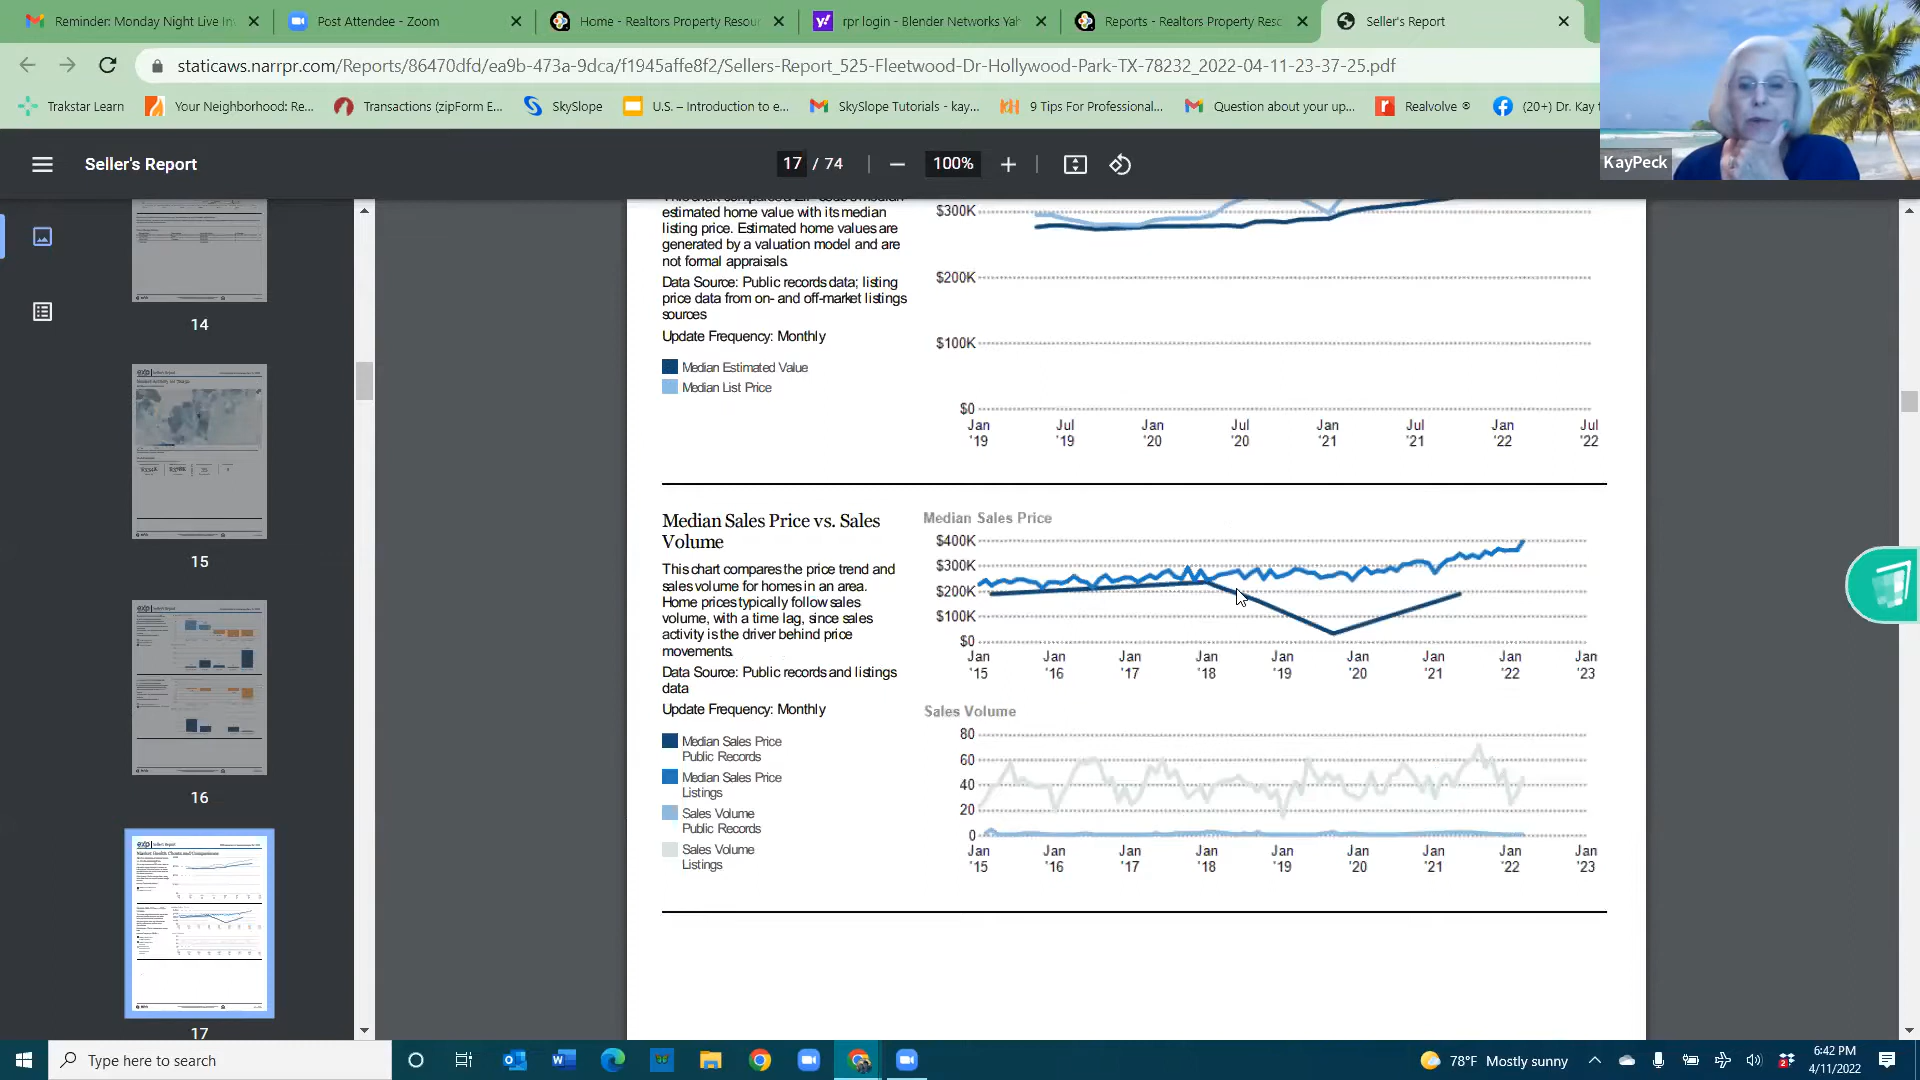 Reminder: Monday Night Live In
Post Attendee - Zoom
Home - Realtors Property Resou
rpr login - Blender Networks Yah
Reports - Realtors Property Reso
Seller's Report
staticaws.narrpr.com/Reports/86470dfd/ea9b-473a-9dca/f1945affe8f2/Sellers-Report_525-Fleetwood-Dr-Hollywood-Park-TX-78232_2022-04-11-23-37-25.pdf
Trakstar Learn
Your Neighborhood: Re...
Transactions (zipForm E...
SkySlope
U.S. – Introduction to e...
SkySlope Tutorials - kay...
9 Tips For Professional...
Question about your up...
Realvolve ®
(20+) Dr. Kay
KayPeck
Seller's Report
17 / 74
100%
14
15
16
17
estimated home value with its median
listing price. Estimated home values are
generated by a valuation model and are
not formal appraisals.
Data Source: Public records data; listing
price data from on- and off-market listings
sources
Update Frequency: Monthly
Median Estimated Value
Median List Price
$300K
$200K
$100K
$0
Jan '19
Jul '19
Jan '20
Jul '20
Jan '21
Jul '21
Jan '22
Jul '22
Median Sales Price vs. Sales
Volume
This chart compares the price trend and
sales volume for homes in an area.
Home prices typically follow sales
volume, with a time lag, since sales
activity is the driver behind price
movements.
Data Source: Public records and listings
data
Update Frequency: Monthly
Median Sales Price
Public Records
Median Sales Price
Listings
Sales Volume
Public Records
Sales Volume
Listings
Median Sales Price
$400K
$300K
$200K
$100K
$0
Jan '15
Jan '16
Jan '17
Jan '18
Jan '19
Jan '20
Jan '21
Jan '22
Jan '23
Sales Volume
80
60
40
20
0
Jan '15
Jan '16
Jan '17
Jan '18
Jan '19
Jan '20
Jan '21
Jan '22
Jan '23
Type here to search
78°F Mostly sunny
6:42 PM
4/11/2022